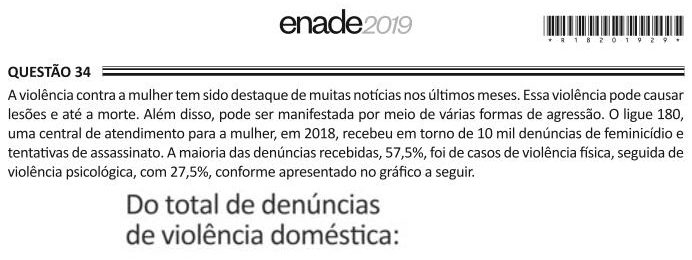 enade2019
*R1820192​9*
QUESTÃO 34
A violência contra a mulher tem sido destaque de muitas notícias nos últimos meses. Essa violência pode causar
lesões e até a morte. Além disso, pode ser manifestada por meio de várias formas de agressão. O ligue 180,
uma central de atendimento para a mulher, em 2018, recebeu em torno de 10 mil denúncias de feminicídio e
tentativas de assassinato. A maioria das denúncias recebidas, 57,5%, foi de casos de violência física, seguida de
violência psicológica, com 27,5%, conforme apresentado no gráfico a seguir.
Do total de denúncias
de violência doméstica: